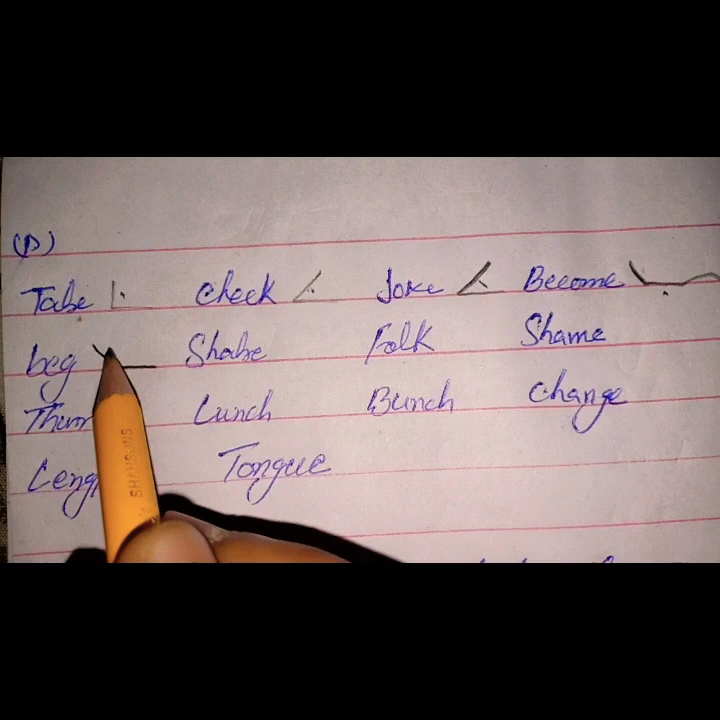 (D)
Take Check Joke Become
beg Shake Folk Shame
Lunch Bunch Change
Tongue